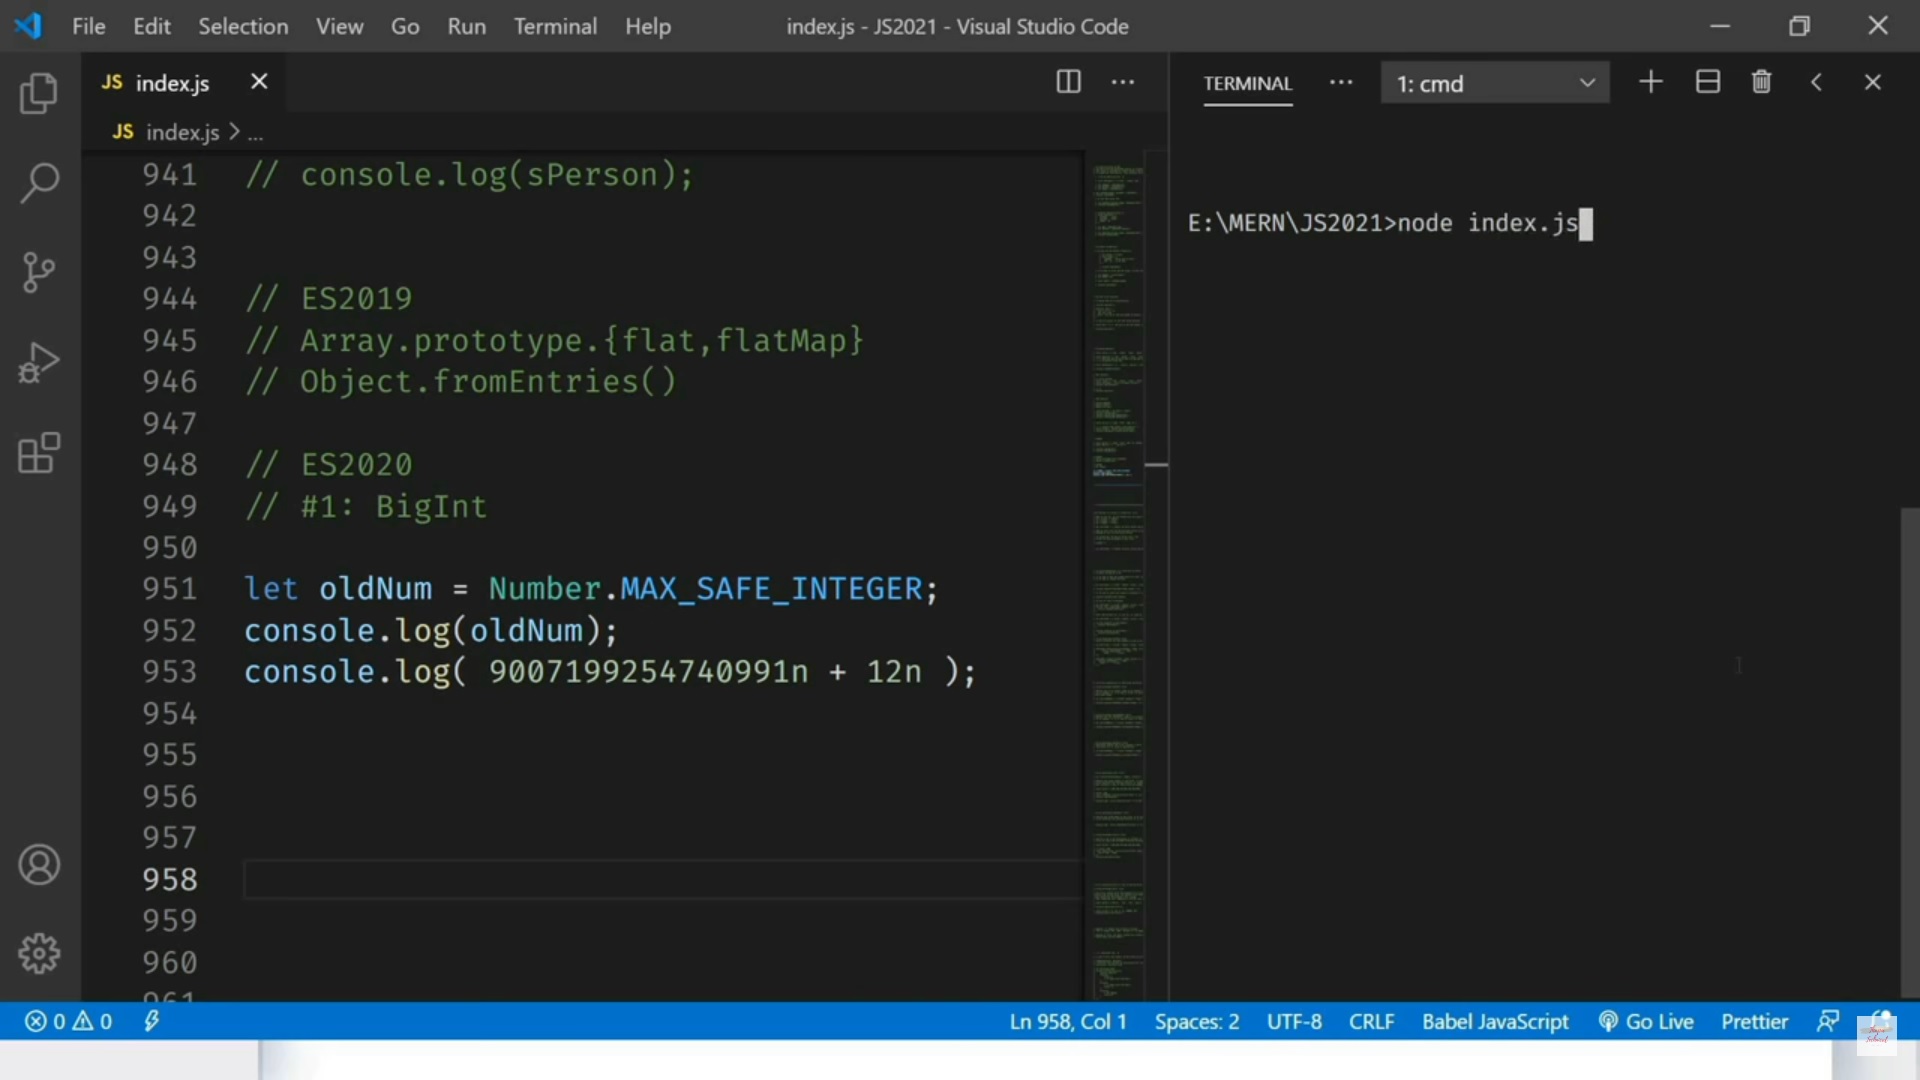 File Edit Selection View Go Run Terminal Help
index.js - JS2021 - Visual Studio Code
JS index.js
JS index.js > ...
941 // console.log(sPerson);
942
943
944 // ES2019
945 // Array.prototype.{flat,flatMap}
946 // Object.fromEntries()
947
948 // ES2020
949 // #1: BigInt
950
951 let oldNum = Number.MAX_SAFE_INTEGER;
952 console.log(oldNum);
953 console.log( 9007199254740991n + 12n );
954
955
956
957
958
959
960
961
TERMINAL ... 1: cmd
E:\MERN\JS2021>node index.js
0 0
Ln 958, Col 1 Spaces: 2 UTF-8 CRLF Babel JavaScript Go Live Prettier